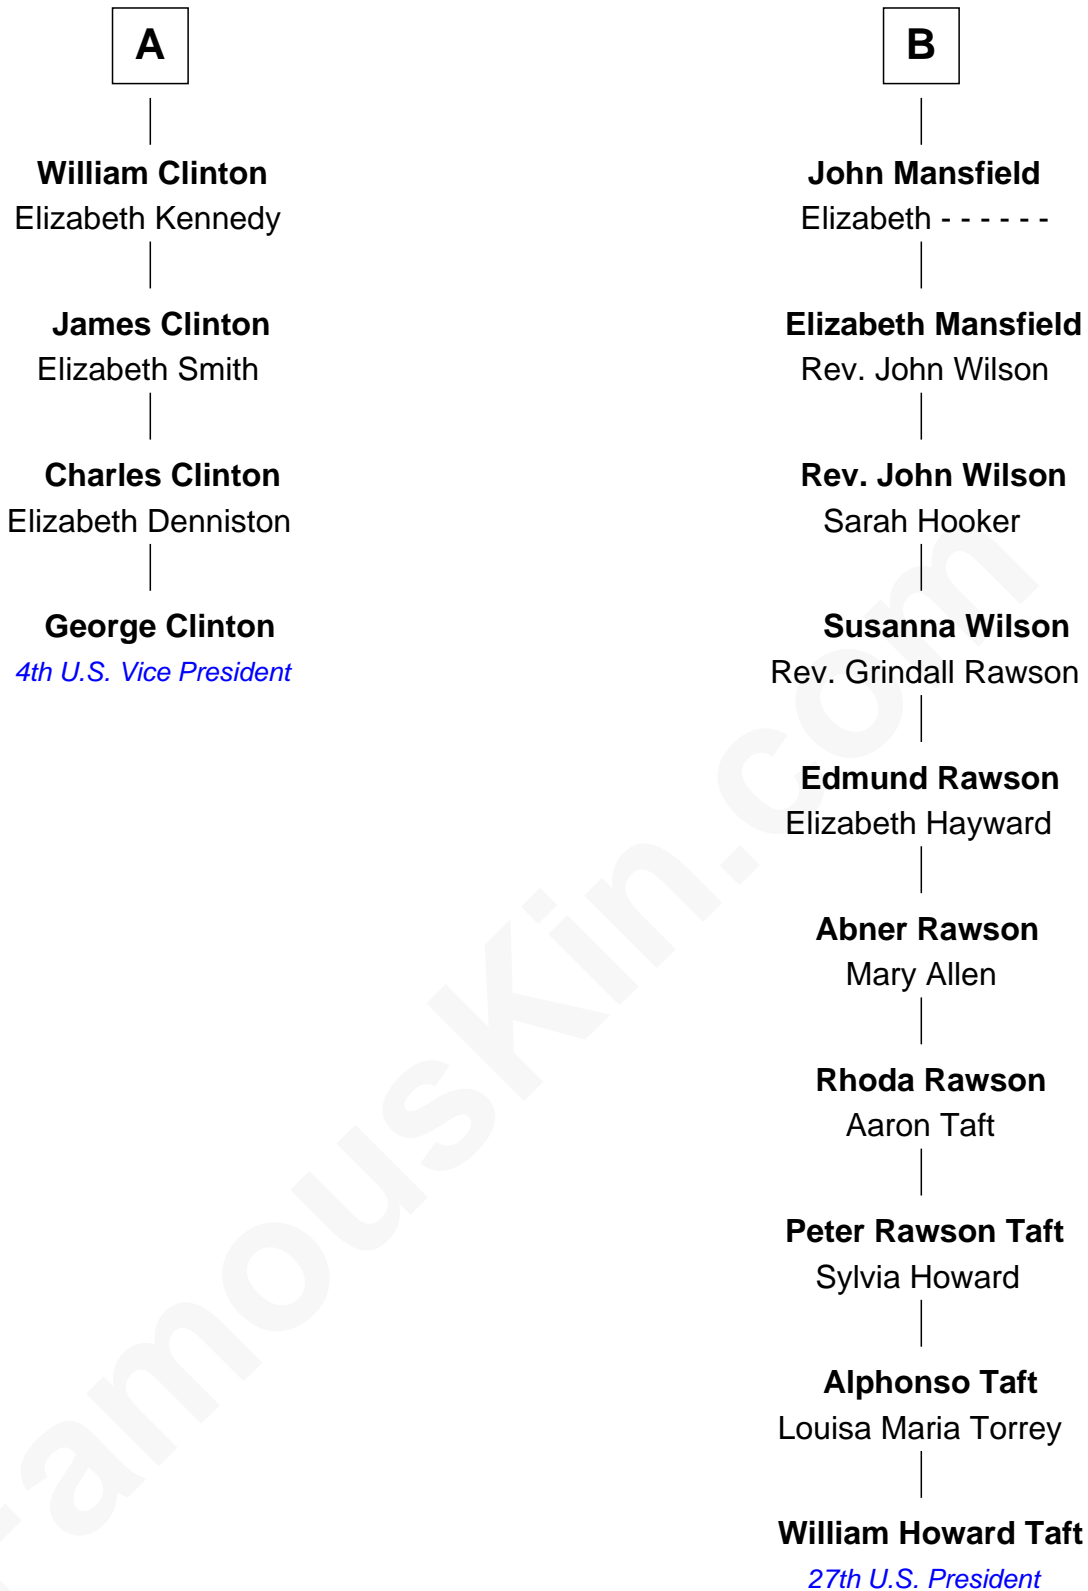 A
William Clinton
Elizabeth Kennedy
James Clinton
Elizabeth Smith
Charles Clinton
Elizabeth Denniston
George Clinton
4th U.S. Vice President
B
John Mansfield
Elizabeth - - - - - -
Elizabeth Mansfield
Rev. John Wilson
Rev. John Wilson
Sarah Hooker
Susanna Wilson
Rev. Grindall Rawson
Edmund Rawson
Elizabeth Hayward
Abner Rawson
Mary Allen
Rhoda Rawson
Aaron Taft
Peter Rawson Taft
Sylvia Howard
Alphonso Taft
Louisa Maria Torrey
William Howard Taft
27th U.S. President
FamousKin.com